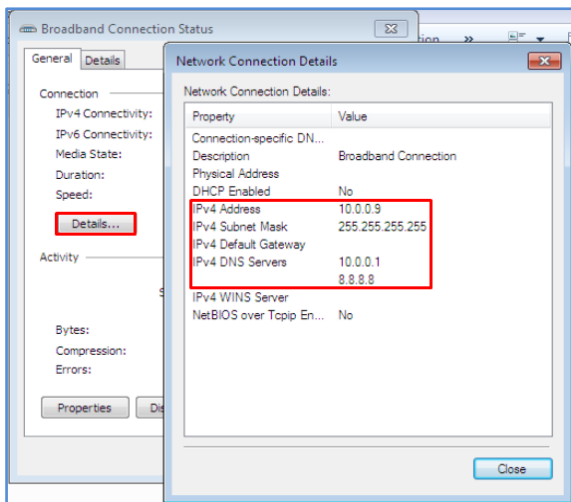 Broadband Connection Status
General Details
Connection
IPv4 Connectivity:
IPv6 Connectivity:
Media State:
Duration:
Speed:
Details...
Activity
Bytes:
Compression:
Errors:
Properties
Network Connection Details
Network Connection Details:
Property Value
Connection-specific DN...
Description Broadband Connection
Physical Address
DHCP Enabled No
IPv4 Address 10.0.0.9
IPv4 Subnet Mask 255.255.255.255
IPv4 Default Gateway
IPv4 DNS Servers 10.0.0.1
8.8.8.8
IPv4 WINS Server
NetBIOS over Tcpip En... No
Close